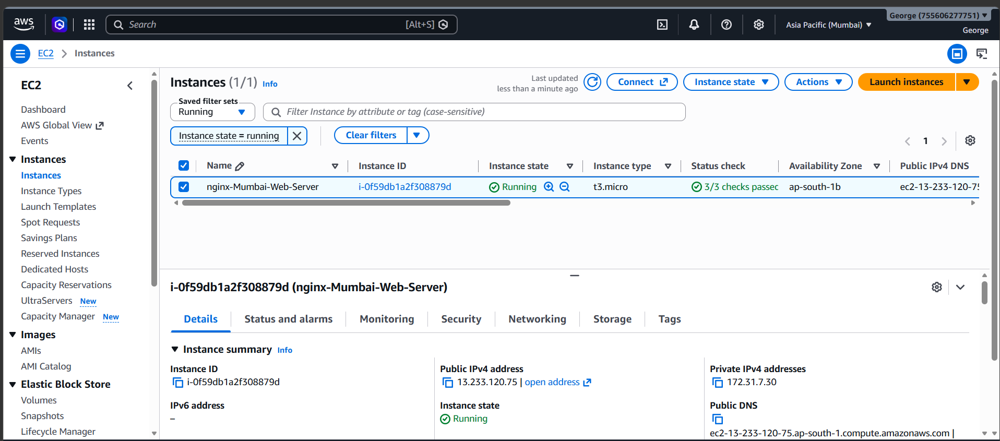 aws
Search
[Alt+S]
Asia Pacific (Mumbai)
George (755606277751)
George
EC2
Instances
EC2
Dashboard
AWS Global View
Events
Instances
Instances
Instance Types
Launch Templates
Spot Requests
Savings Plans
Reserved Instances
Dedicated Hosts
Capacity Reservations
UltraServers New
Capacity Manager New
Images
AMIs
AMI Catalog
Elastic Block Store
Volumes
Snapshots
Lifecycle Manager
Instances (1/1) Info
Last updated
less than a minute ago
Connect
Instance state
Actions
Launch instances
Saved filter sets
Running
Filter Instance by attribute or tag (case-sensitive)
Instance state = running
Clear filters
1
Name Instance ID Instance state Instance type Status check Availability Zone Public IPv4 DNS
nginx-Mumbai-Web-Server i-0f59db1a2f308879d Running t3.micro 3/3 checks passed ap-south-1b ec2-13-233-120-75
i-0f59db1a2f308879d (nginx-Mumbai-Web-Server)
Details Status and alarms Monitoring Security Networking Storage Tags
Instance summary Info
Instance ID
i-0f59db1a2f308879d
Public IPv4 address
13.233.120.75 | open address
Private IPv4 addresses
172.31.7.30
IPv6 address
–
Instance state
Running
Public DNS
ec2-13-233-120-75.ap-south-1.compute.amazonaws.com |